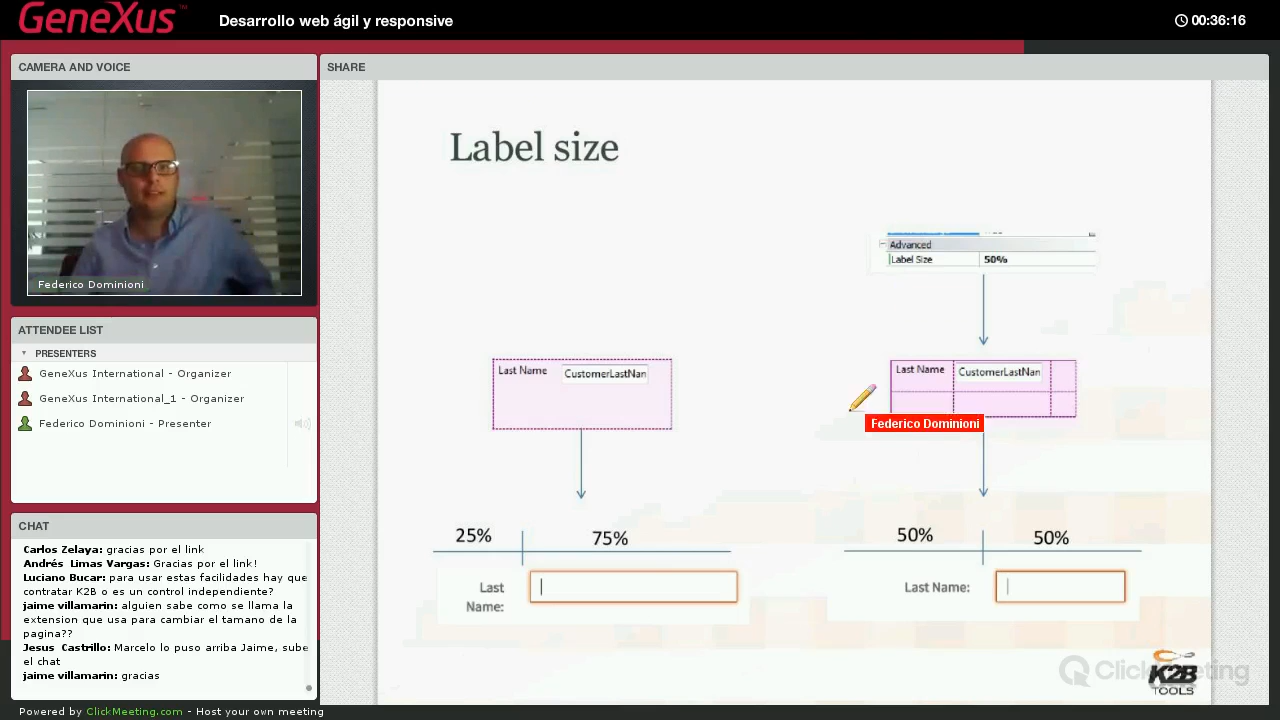 GeneXus™
Desarrollo web ágil y responsive
00:36:16
CAMERA AND VOICE
Federico Dominioni
ATTENDEE LIST
PRESENTERS
GeneXus International - Organizer
GeneXus International_1 - Organizer
Federico Dominioni - Presenter
CHAT
Carlos Zelaya: gracias por el link
Andrés Limas Vargas: Gracias por el link!
para usar estas facilidades hay que
contratar K2B o es un control independiente?
jaime villamarin: alguien sabe como se llama la
extension que usa para cambiar el tamano de la
pagina??
Castillo: Marcelo lo puso arriba Jaime, sube
el chat
jaime villamarin: gracias
Powered by ClickMeeting.com - Host your own meeting
SHARE
Label size
Advanced
Label Size 50%
Last Name CustomerLastNan
Last Name CustomerLastNan
Federico Dominioni
25% 75%
50% 50%
Last
Name:
Last Name:
ClickMeeting
K2B
TOOLS